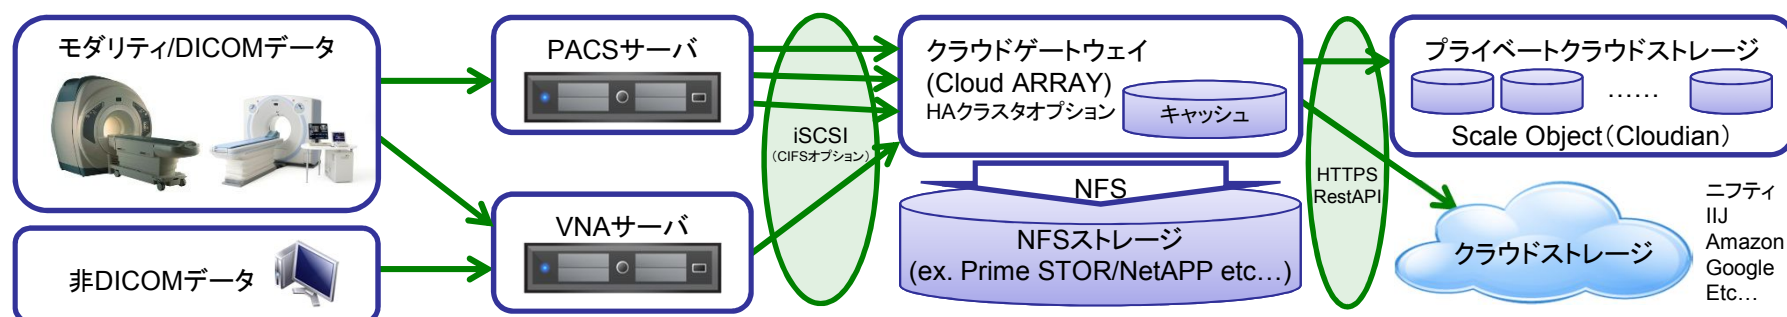 モダリティ/DICOMデータ
非DICOMデータ
PACSサーバ
VNAサーバ
iSCSI
(CIFSオプション)
クラウドゲートウェイ
(Cloud ARRAY)
HAクラスタオプション
キャッシュ
NFS
NFSストレージ
(ex. Prime STOR/NetAPP etc…)
HTTPS
RestAPI
プライベートクラウドストレージ
……
Scale Object（Cloudian）
クラウドストレージ
ニフティ
IIJ
Amazon
Google
Etc…